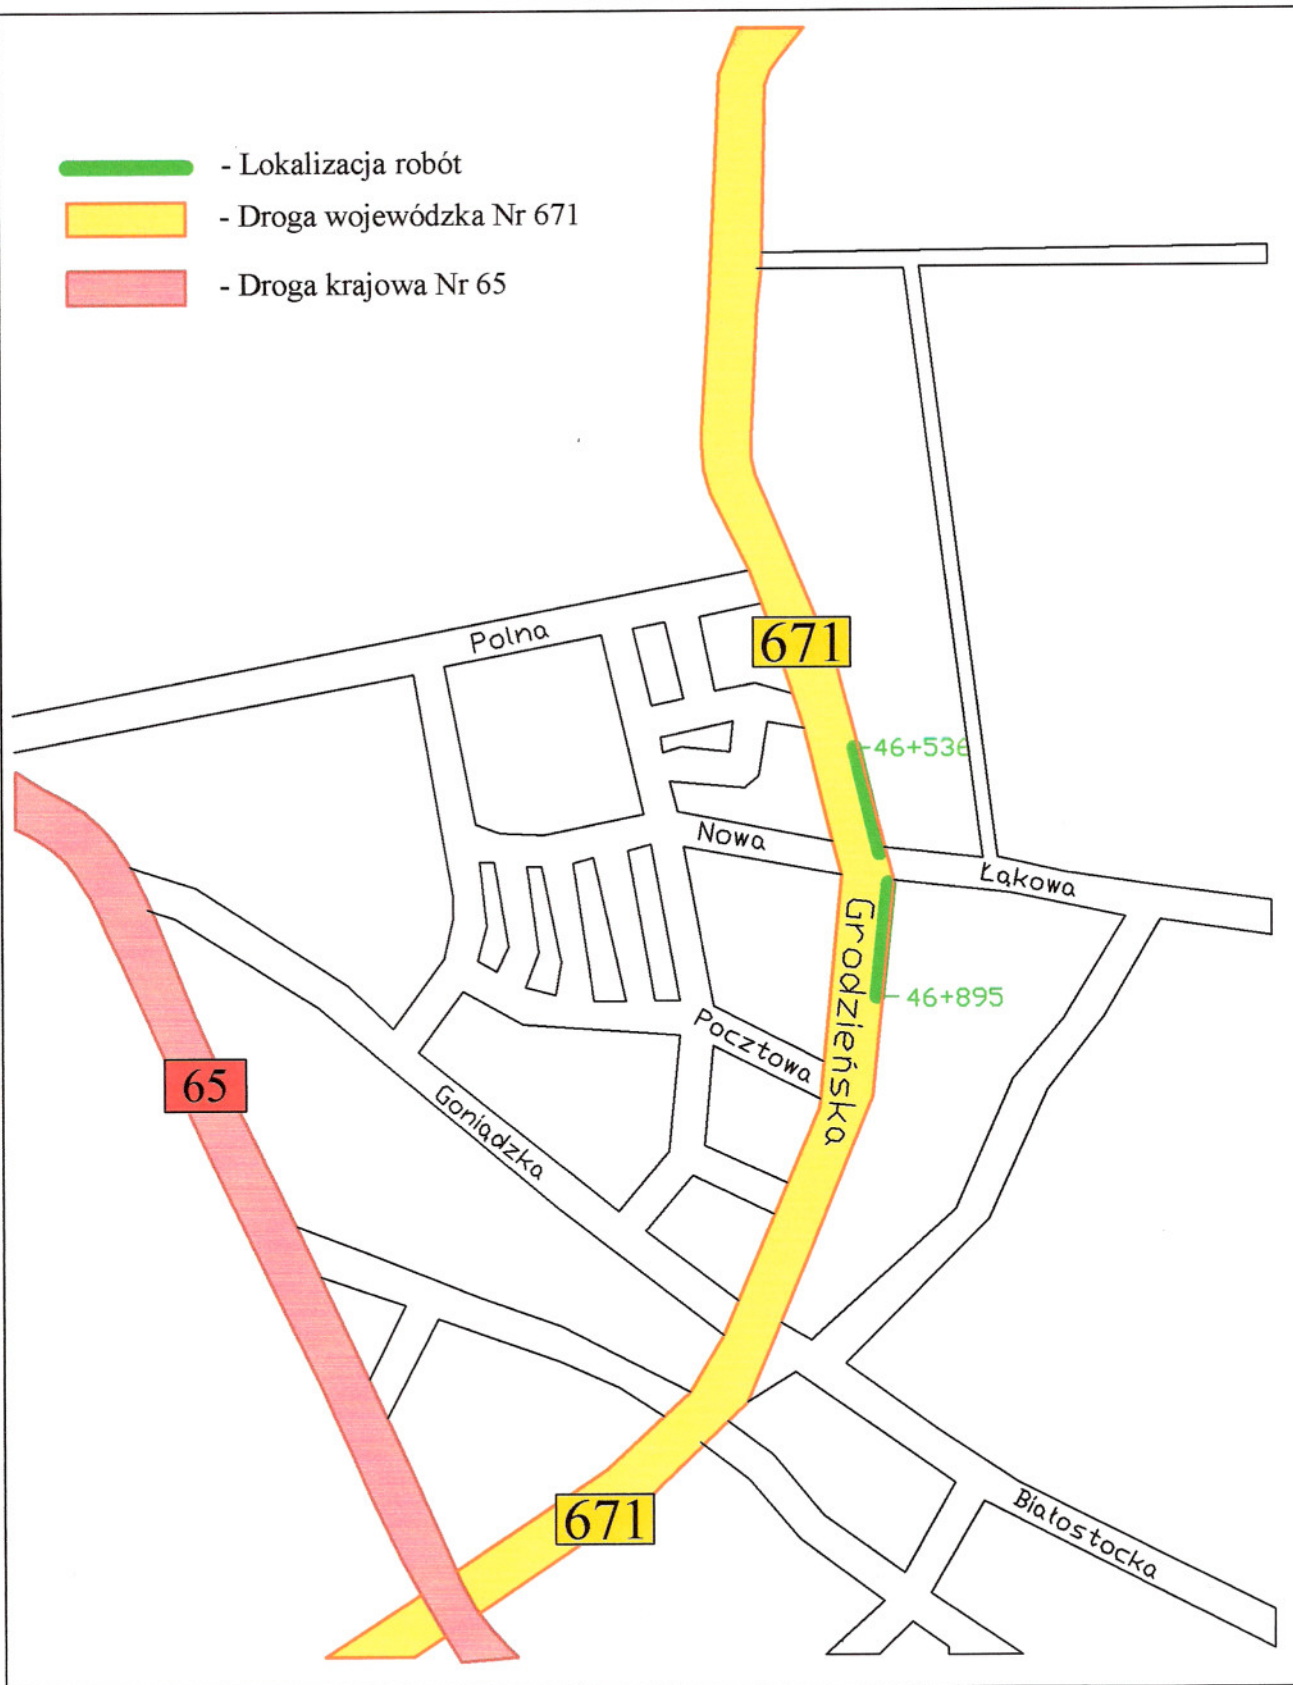 - Lokalizacja robót
- Droga wojewódzka Nr 671
- Droga krajowa Nr 65
Polna
671
46+536
Nowa
Łąkowa
Grodzieńska
46+895
Pocztowa
65
Goniądzka
671
Białostocka